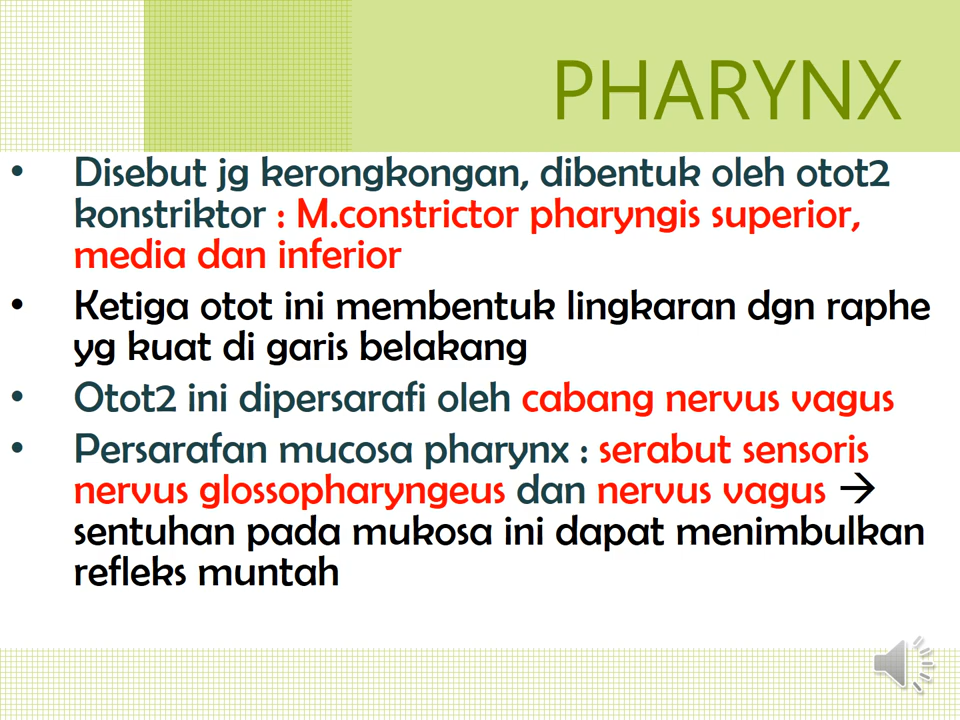 PHARYNX
• Disebut jg kerongkongan, dibentuk oleh otot2
konstriktor : M.constrictor pharyngis superior,
media dan inferior
• Ketiga otot ini membentuk lingkaran dgn raphe
yg kuat di garis belakang
• Otot2 ini dipersarafi oleh cabang nervus vagus
• Persarafan mucosa pharynx : serabut sensoris
nervus glossopharyngeus dan nervus vagus →
sentuhan pada mukosa ini dapat menimbulkan
refleks muntah